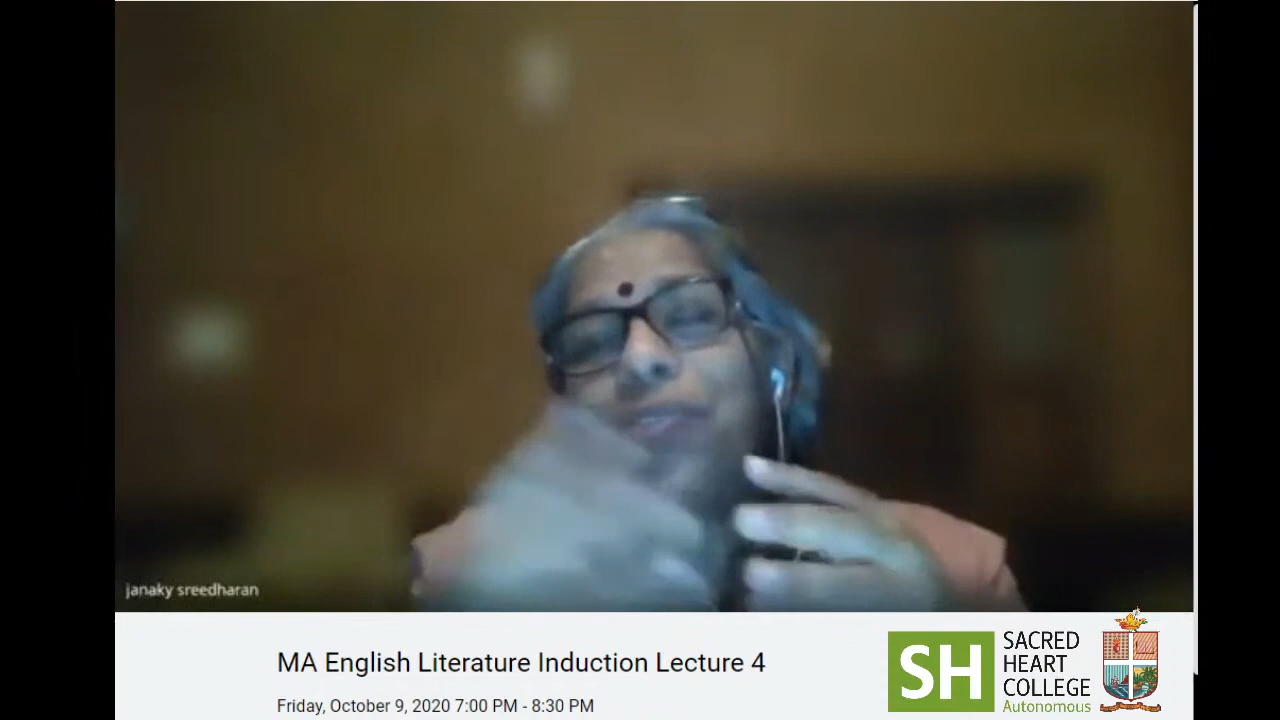 janaky sreedharan
MA English Literature Induction Lecture 4
Friday, October 9, 2020 7:00 PM - 8:30 PM
SH
SACRED
HEART
COLLEGE
Autonomous